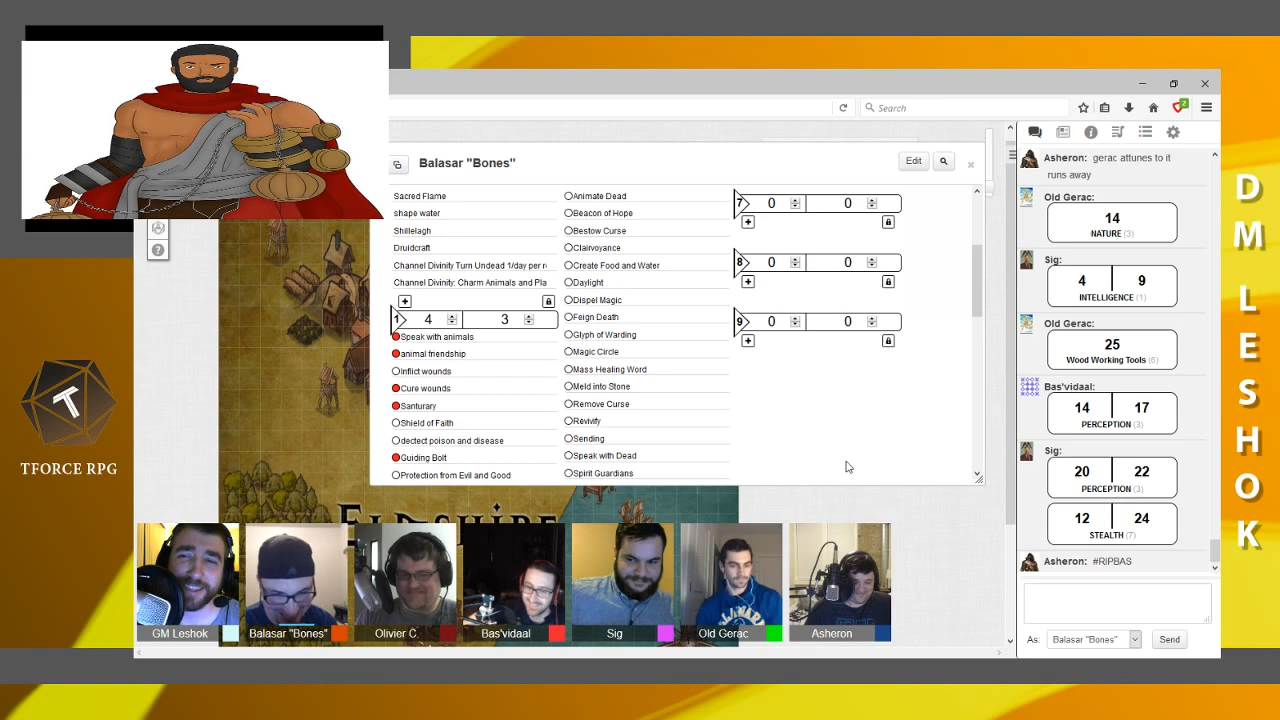 Search
2
Balasar "Bones"
Edit
Sacred Flame
shape water
Shillelagh
Druidcraft
Channel Divinity Turn Undead 1/day per r
Channel Divinity: Charm Animals and Pla
1 4 3
Speak with animals
animal friendship
Inflict wounds
Cure wounds
Santurary
Shield of Faith
dectect poison and disease
Guiding Bolt
Protection from Evil and Good
Animate Dead
Beacon of Hope
Bestow Curse
Clairvoyance
Create Food and Water
Daylight
Dispel Magic
Feign Death
Glyph of Warding
Magic Circle
Mass Healing Word
Meld into Stone
Remove Curse
Revivify
Sending
Speak with Dead
Spirit Guardians
7 0 0
8 0 0
9 0 0
Asheron: gerac attunes to it
runs away
Old Gerac:
14
NATURE (3)
Sig:
4 9
INTELLIGENCE (1)
Old Gerac:
25
Wood Working Tools (6)
Bas'vidaal:
14 17
PERCEPTION (3)
Sig:
20 22
PERCEPTION (3)
12 24
STEALTH (7)
Asheron: #RIPBAS
As: Balasar "Bones" Send
DM LESHOK
T
TFORCE RPG
GM Leshok
Balasar "Bones"
Olivier C.
Bas'vidaal
Sig
Old Gerac
Asheron